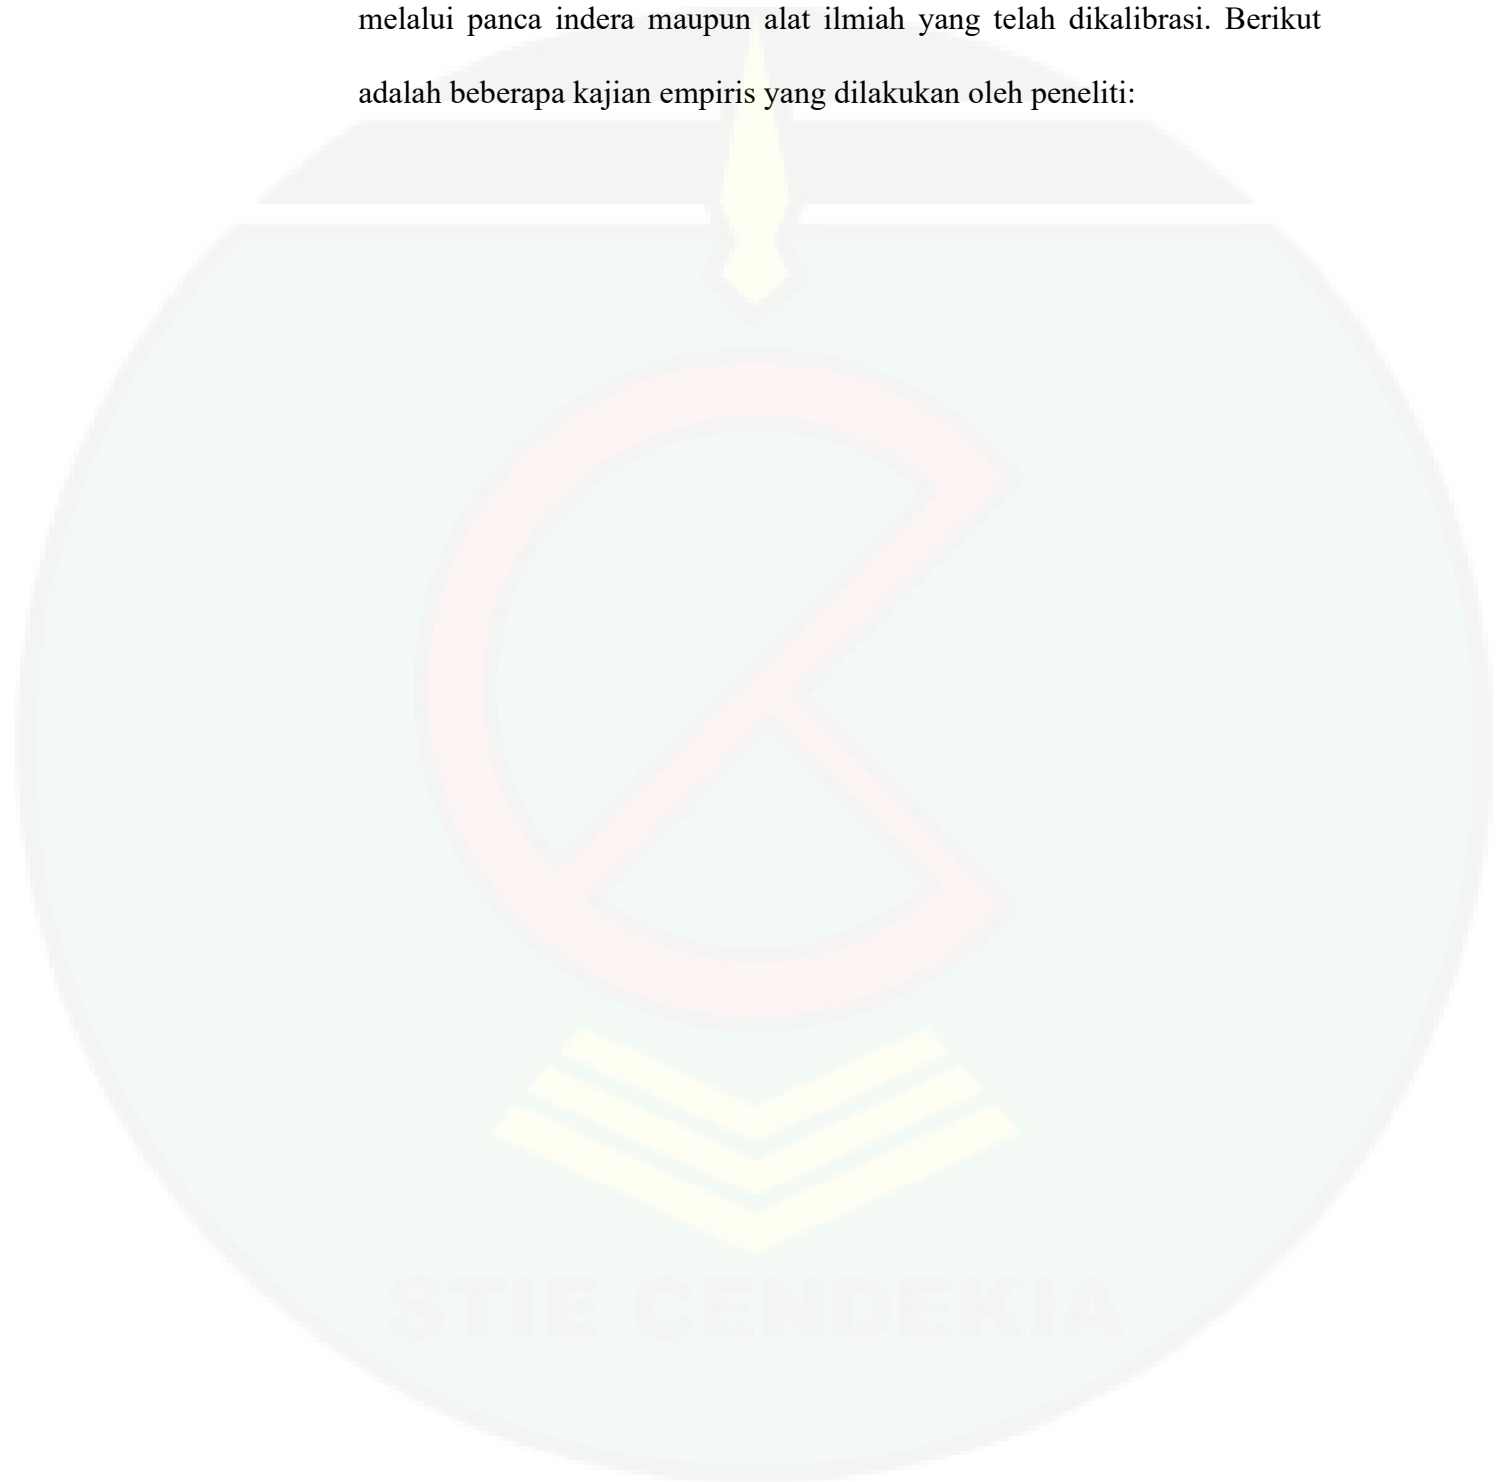 melalui panca indera maupun alat ilmiah yang telah dikalibrasi. Berikut
adalah beberapa kajian empiris yang dilakukan oleh peneliti:
STIE CENDEKIA